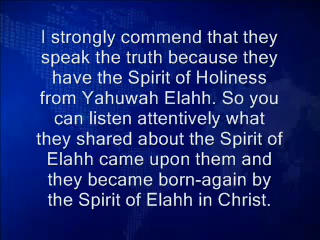 I strongly commend that they
speak the truth because they
have the Spirit of Holiness
from Yahuwah Elahh. So you
can listen attentively what
they shared about the Spirit of
Elahh came upon them and
they became born-again by
the Spirit of Elahh in Christ.